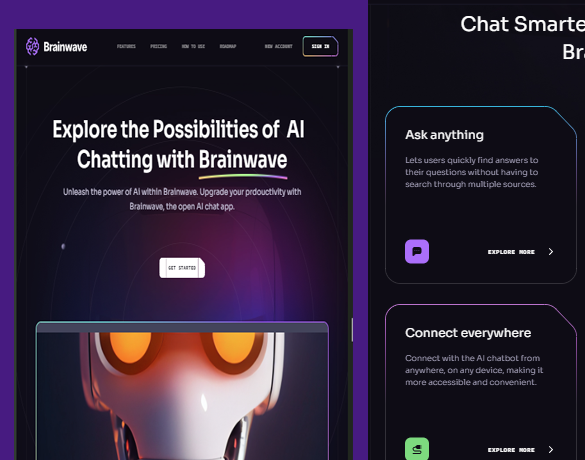 Brainwave
FEATURES PRICING HOW TO USE ROADMAP NEW ACCOUNT SIGN IN
Explore the Possibilities of AI
Chatting with Brainwave
Unleash the power of AI within Brainwave. Upgrade your prdouctivity with
Brainwave, the open AI chat app.
GET STARTED
Chat Smarte
Bra
Ask anything
Lets users quickly find answers to
their questions without having to
search through multiple sources.
EXPLORE MORE
Connect everywhere
Connect with the AI chatbot from
anywhere, on any device, making it
more accessible and convenient.
EXPLORE MORE